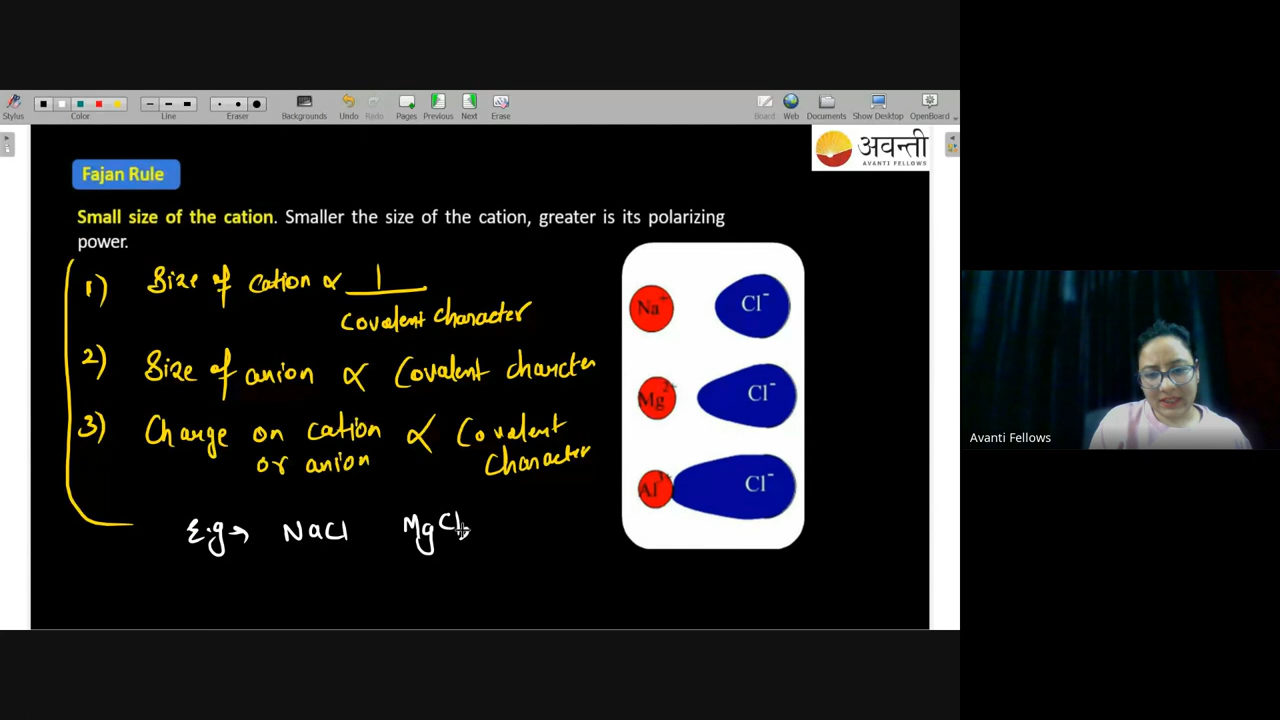 Stylus
Color
Line
Eraser
Backgrounds
Undo
Redo
Pages
Previous
Next
Erase
Board
Web
Documents
Show Desktop
OpenBoard
अवन्ती
AVANTI FELLOWS
Fajan Rule
Small size of the cation. Smaller the size of the cation, greater is its polarizing
power.
1) Size of cation ∝ 1
covalent character
2) Size of anion ∝ Covalent charcter
3) Charge on cation ∝ Covalent
or anion character
E.g → NaCl MgCl
Na+ Cl−
Mg2+ Cl−
Al Cl−
Avanti Fellows